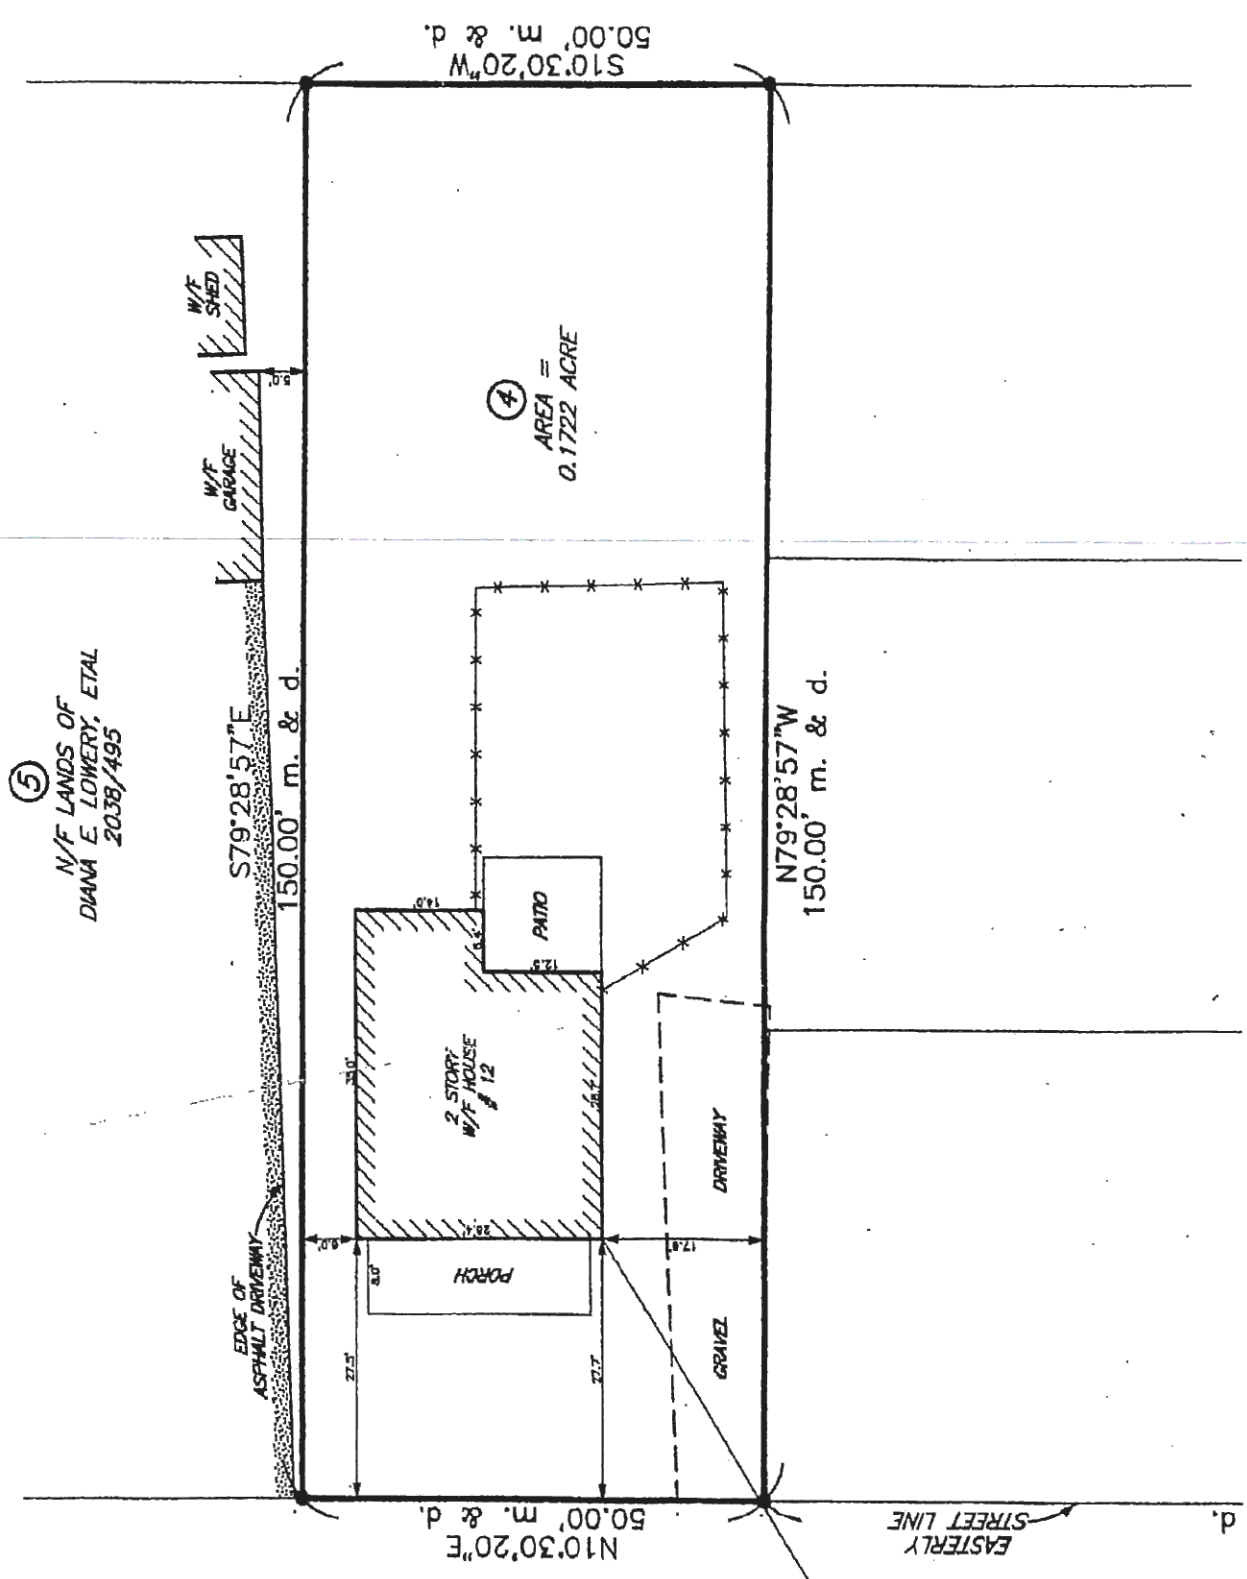 S10°30'20"W
50.00' m. & d.
W/F
SHED
5.0'
W/F
GARAGE
4
AREA =
0.1722 ACRE
5
N/F LANDS OF
DIANA E. LOWERY, ETAL
2038/495
S79°28'57"E
150.00' m. & d.
N79°28'57"W
150.00' m. & d.
14.0'
PATIO
12.5'
35.0'
2 STORY
W/F HOUSE
# 12
28.4'
DRIVEWAY
EDGE OF
ASPHALT DRIVEWAY
6.0'
28.4'
8.0'
PORCH
GRAVEL
27.5'
27.7'
N10°30'20"E
50.00' m. & d.
EASTERLY
STREET LINE
d.